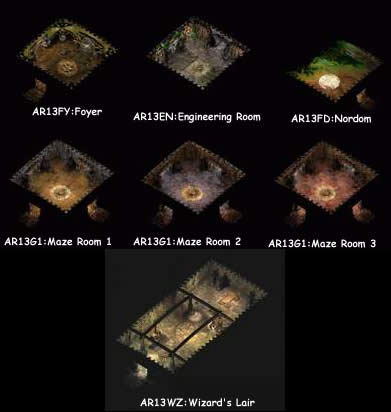 AR13FY:Foyer
AR13EN:Engineering Room
AR13FD:Nordom
AR13G1:Maze Room 1
AR13G1:Maze Room 2
AR13G1:Maze Room 3
AR13WZ:Wizard's Lair